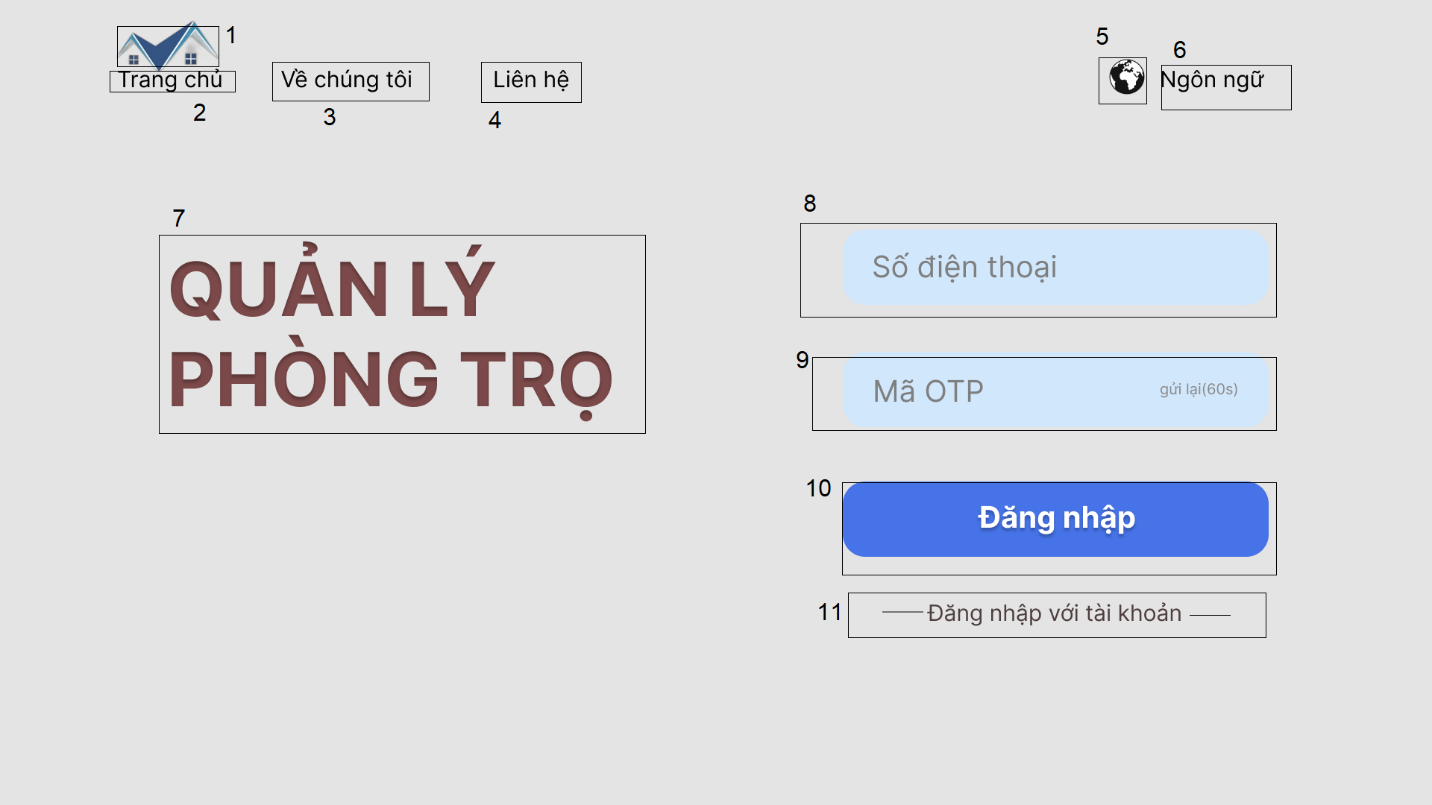 1
Trang chủ
2
Về chúng tôi
3
Liên hệ
4
5
6
Ngôn ngữ
7
QUẢN LÝ
PHÒNG TRỌ
8
Số điện thoại
9
Mã OTP gửi lại(60s)
10
Đăng nhập
11
Đăng nhập với tài khoản